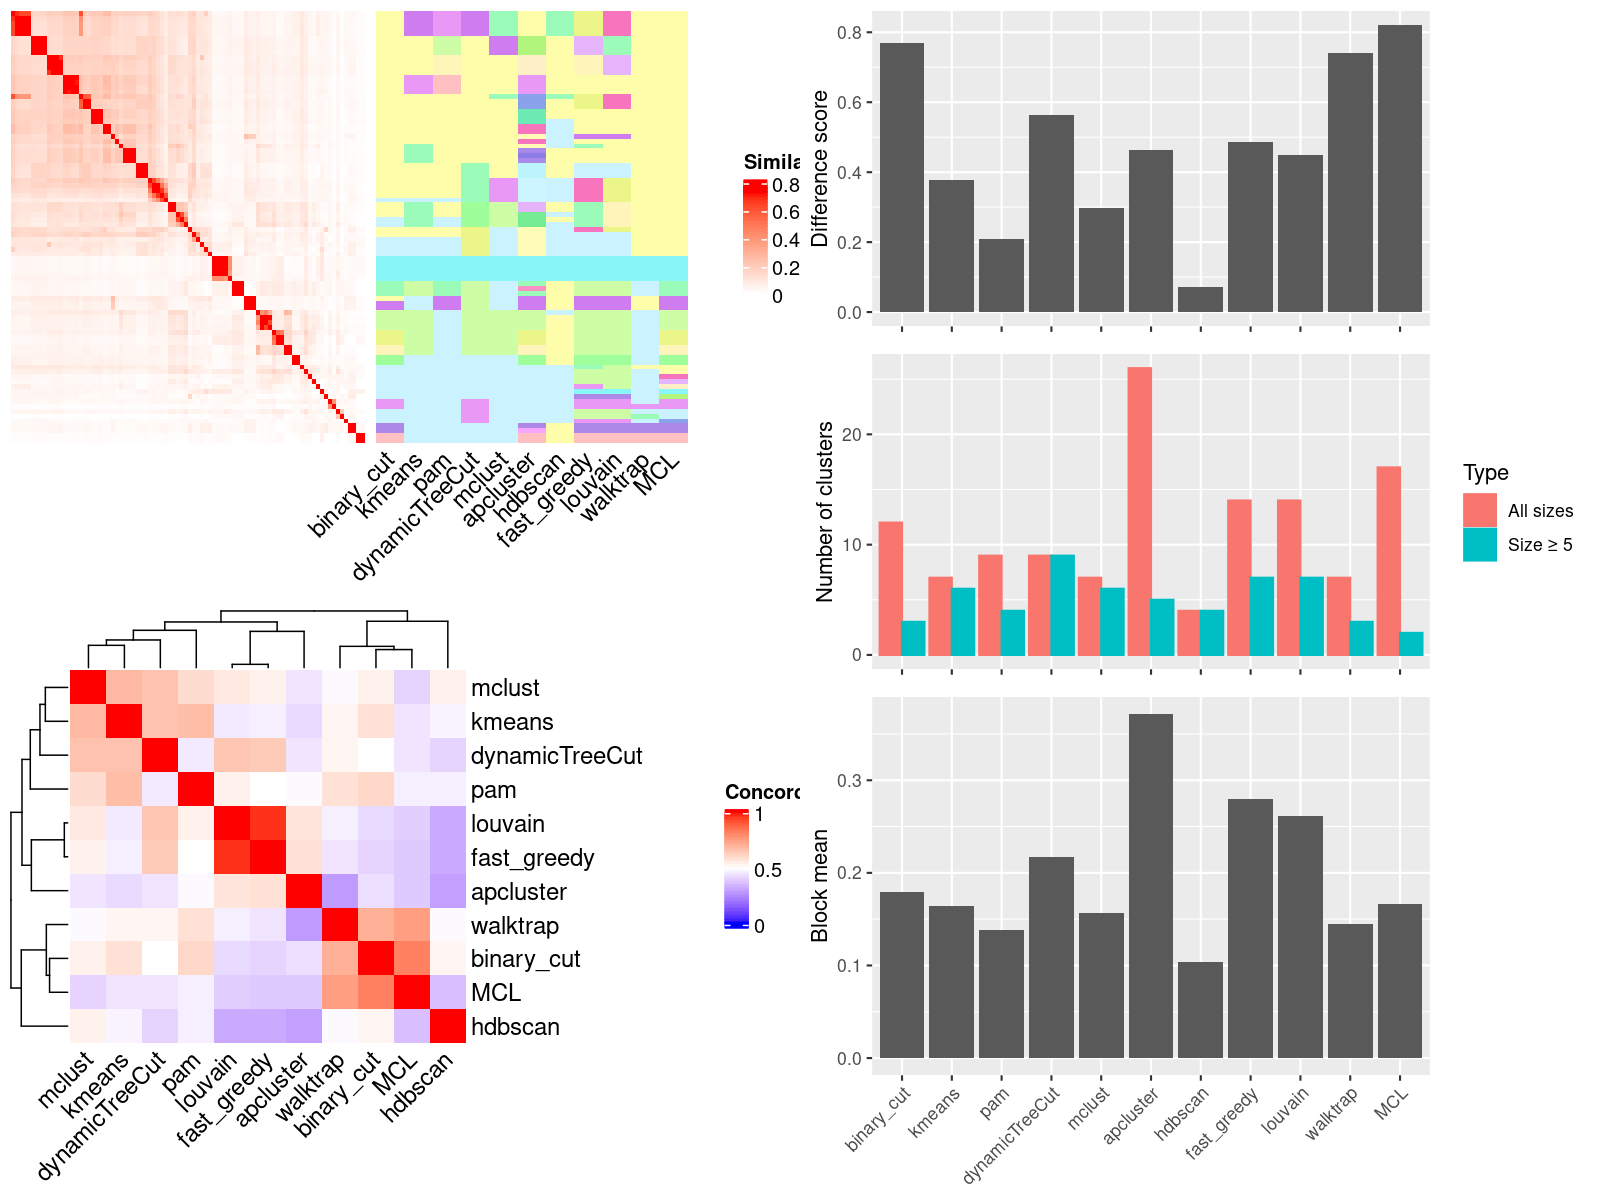 Simila
0.8
0.6
0.4
0.2
0
binary_cut
kmeans
pam
dynamicTreeCut
mclust
apcluster
hdbscan
fast_greedy
louvain
walktrap
MCL
mclust
kmeans
dynamicTreeCut
pam
louvain
fast_greedy
apcluster
walktrap
binary_cut
MCL
hdbscan
mclust
kmeans
dynamicTreeCut
pam
louvain
fast_greedy
apcluster
walktrap
binary_cut
MCL
hdbscan
Concord
1
0.5
0
Difference score
0.8
0.6
0.4
0.2
0.0
Number of clusters
20
10
0
Type
All sizes
Size ≥ 5
Block mean
0.3
0.2
0.1
0.0
binary_cut
kmeans
pam
dynamicTreeCut
mclust
apcluster
hdbscan
fast_greedy
louvain
walktrap
MCL